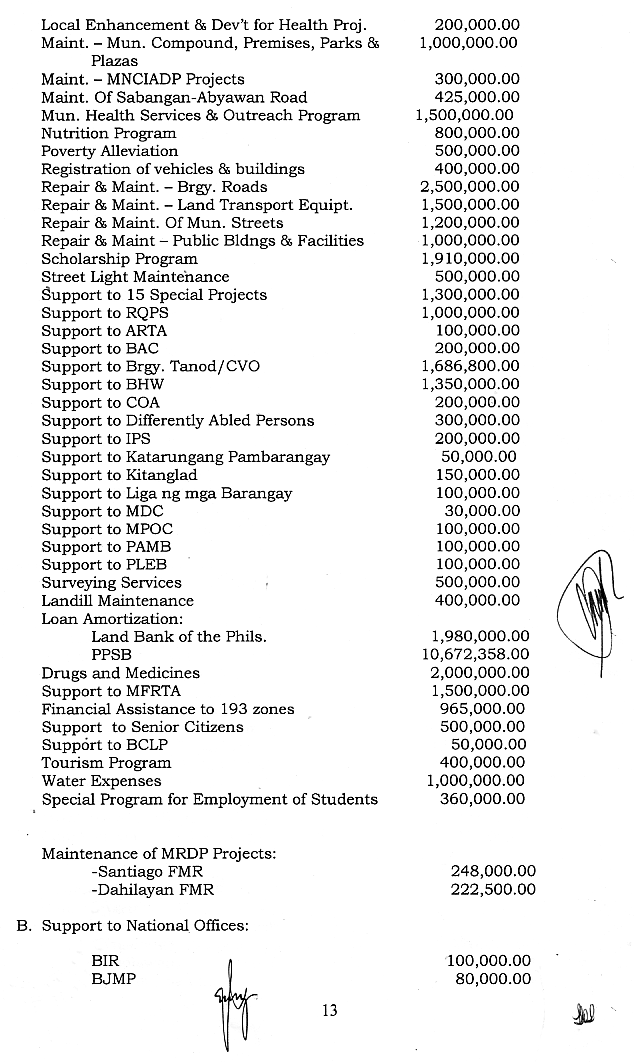 Local Enhancement & Dev't for Health Proj. 200,000.00
Maint. – Mun. Compound, Premises, Parks & 1,000,000.00
Plazas
Maint. – MNCIADP Projects 300,000.00
Maint. Of Sabangan-Abyawan Road 425,000.00
Mun. Health Services & Outreach Program 1,500,000.00
Nutrition Program 800,000.00
Poverty Alleviation 500,000.00
Registration of vehicles & buildings 400,000.00
Repair & Maint. – Brgy. Roads 2,500,000.00
Repair & Maint. – Land Transport Equipt. 1,500,000.00
Repair & Maint. Of Mun. Streets 1,200,000.00
Repair & Maint – Public Bldngs & Facilities 1,000,000.00
Scholarship Program 1,910,000.00
Street Light Maintenance 500,000.00
Support to 15 Special Projects 1,300,000.00
Support to RQPS 1,000,000.00
Support to ARTA 100,000.00
Support to BAC 200,000.00
Support to Brgy. Tanod/CVO 1,686,800.00
Support to BHW 1,350,000.00
Support to COA 200,000.00
Support to Differently Abled Persons 300,000.00
Support to IPS 200,000.00
Support to Katarungang Pambarangay 50,000.00
Support to Kitanglad 150,000.00
Support to Liga ng mga Barangay 100,000.00
Support to MDC 30,000.00
Support to MPOC 100,000.00
Support to PAMB 100,000.00
Support to PLEB 100,000.00
Surveying Services 500,000.00
Landill Maintenance 400,000.00
Loan Amortization:
Land Bank of the Phils. 1,980,000.00
PPSB 10,672,358.00
Drugs and Medicines 2,000,000.00
Support to MFRTA 1,500,000.00
Financial Assistance to 193 zones 965,000.00
Support to Senior Citizens 500,000.00
Support to BCLP 50,000.00
Tourism Program 400,000.00
Water Expenses 1,000,000.00
Special Program for Employment of Students 360,000.00
Maintenance of MRDP Projects:
-Santiago FMR 248,000.00
-Dahilayan FMR 222,500.00
B. Support to National Offices:
BIR 100,000.00
BJMP 80,000.00
13